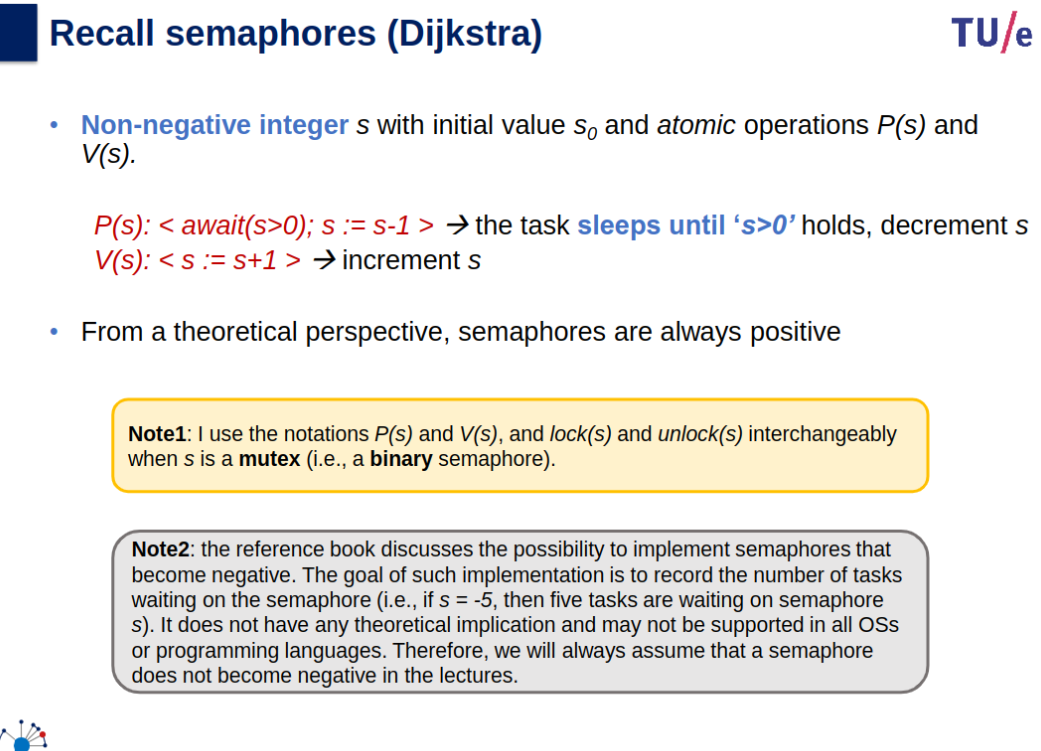 Recall semaphores (Dijkstra)
TU/e
• Non-negative integer s with initial value s₀ and atomic operations P(s) and
V(s).
P(s): < await(s>0); s := s-1 > → the task sleeps until ‘s>0’ holds, decrement s
V(s): < s := s+1 > → increment s
• From a theoretical perspective, semaphores are always positive
Note1: I use the notations P(s) and V(s), and lock(s) and unlock(s) interchangeably
when s is a mutex (i.e., a binary semaphore).
Note2: the reference book discusses the possibility to implement semaphores that
become negative. The goal of such implementation is to record the number of tasks
waiting on the semaphore (i.e., if s = -5, then five tasks are waiting on semaphore
s). It does not have any theoretical implication and may not be supported in all OSs
or programming languages. Therefore, we will always assume that a semaphore
does not become negative in the lectures.